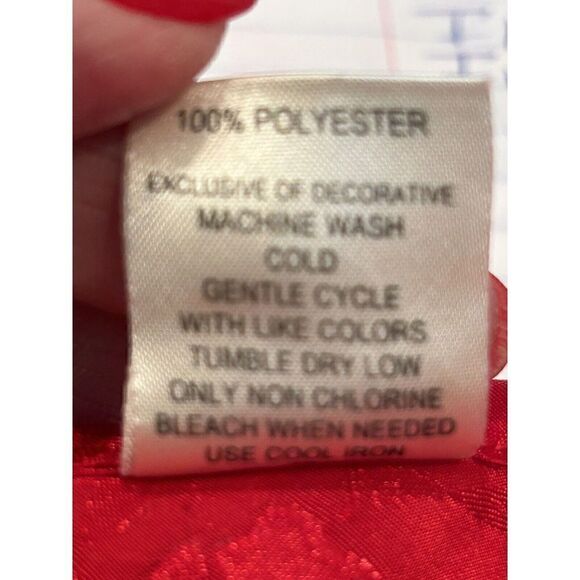 100% POLYESTER
EXCLUSIVE OF DECORATIVE
MACHINE WASH
COLD
GENTLE CYCLE
WITH LIKE COLORS
TUMBLE DRY LOW
ONLY NON CHLORINE
BLEACH WHEN NEEDED
USE COOL IRON